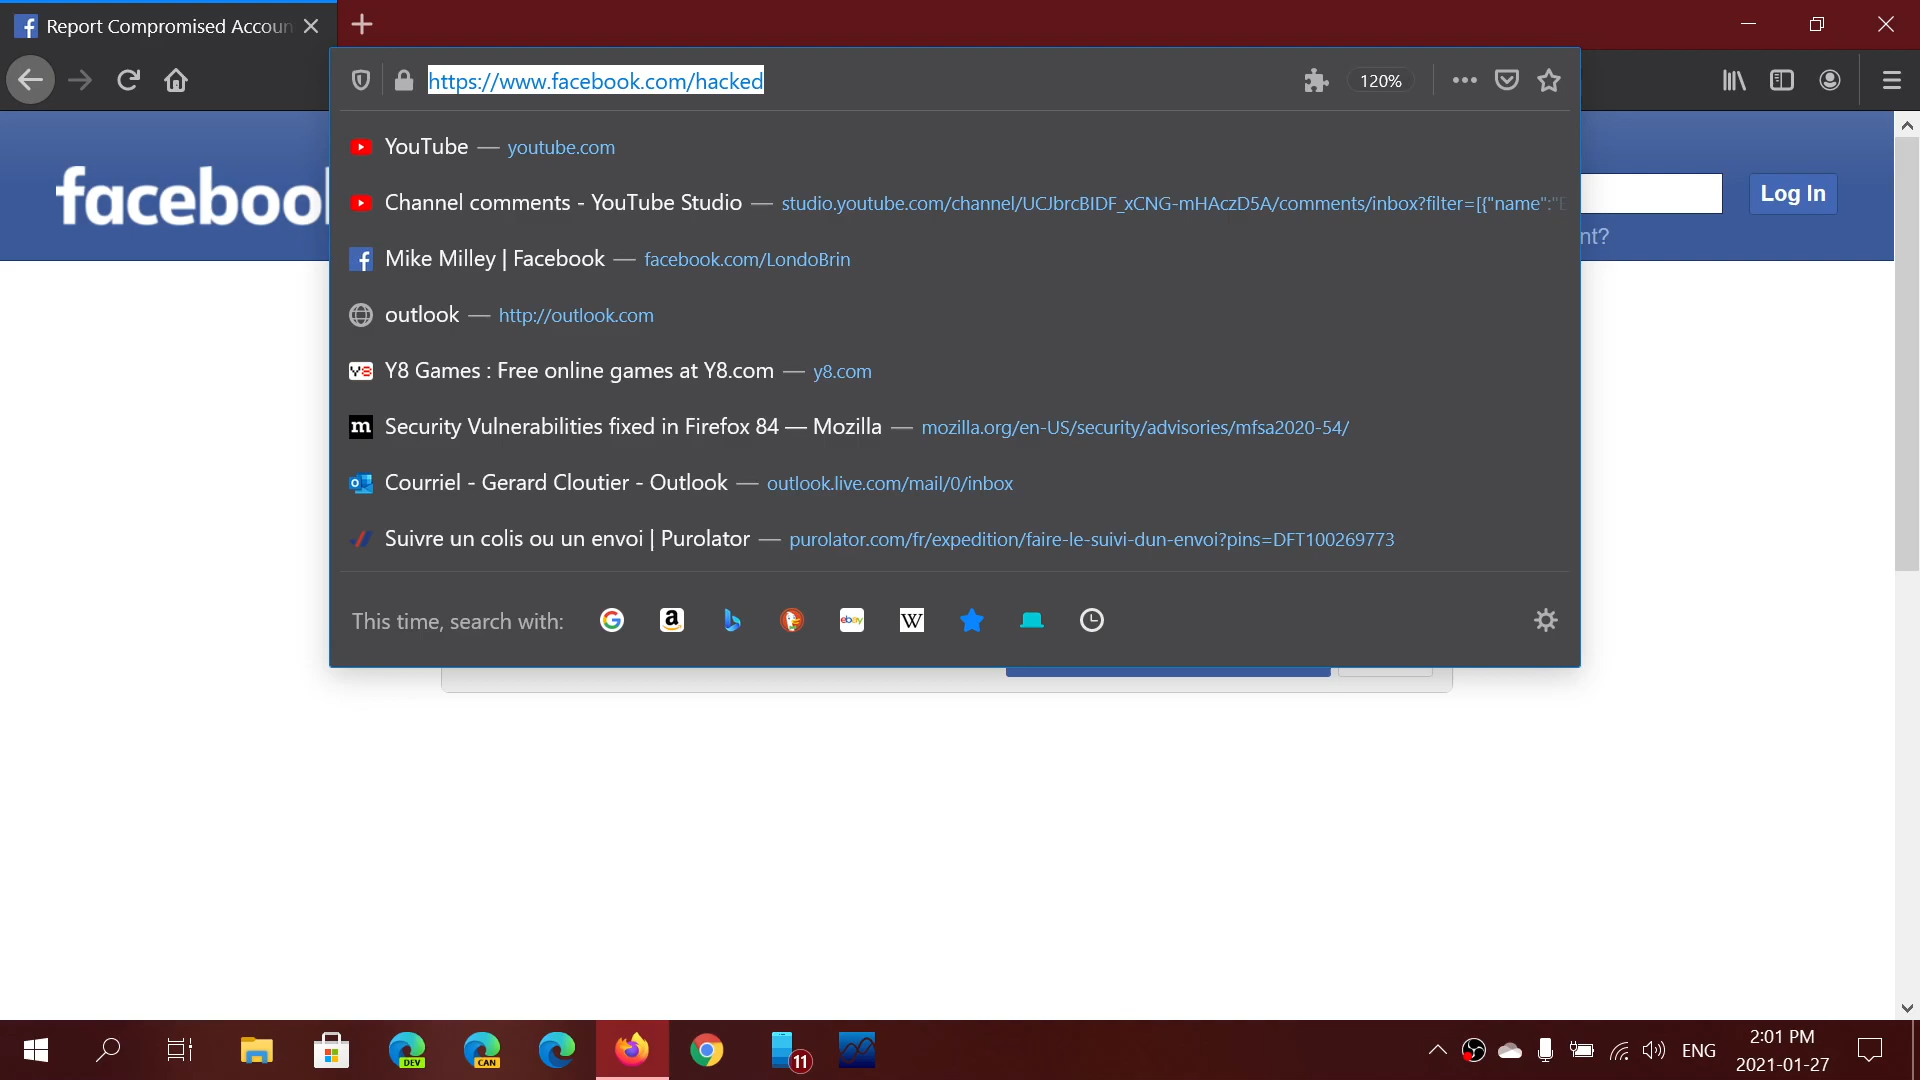 Report Compromised Accoun
https://www.facebook.com/hacked
120%
YouTube — youtube.com
Channel comments - YouTube Studio — studio.youtube.com/channel/UCJbrcBIDF_xCNG-mHAczD5A/comments/inbox?filter=[{"name":"E
Mike Milley | Facebook — facebook.com/LondoBrin
outlook — http://outlook.com
Y8 Games : Free online games at Y8.com — y8.com
m Security Vulnerabilities fixed in Firefox 84 — Mozilla — mozilla.org/en-US/security/advisories/mfsa2020-54/
Courriel - Gerard Cloutier - Outlook — outlook.live.com/mail/0/inbox
Suivre un colis ou un envoi | Purolator — purolator.com/fr/expedition/faire-le-suivi-dun-envoi?pins=DFT100269773
This time, search with:
faceboo
Log In
nt?
DEV
CAN
11
ENG
2:01 PM
2021-01-27